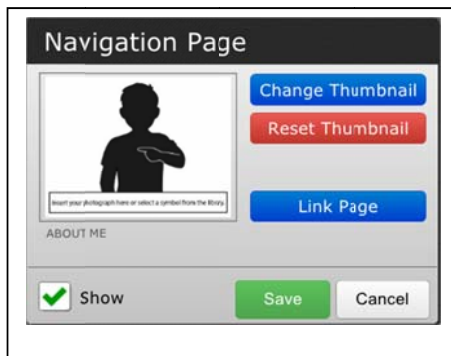 Navigation Page
Change Thumbnail
Reset Thumbnail
Insert your photograph here or select a symbol from the library.
Link Page
ABOUT ME
Show
Save
Cancel